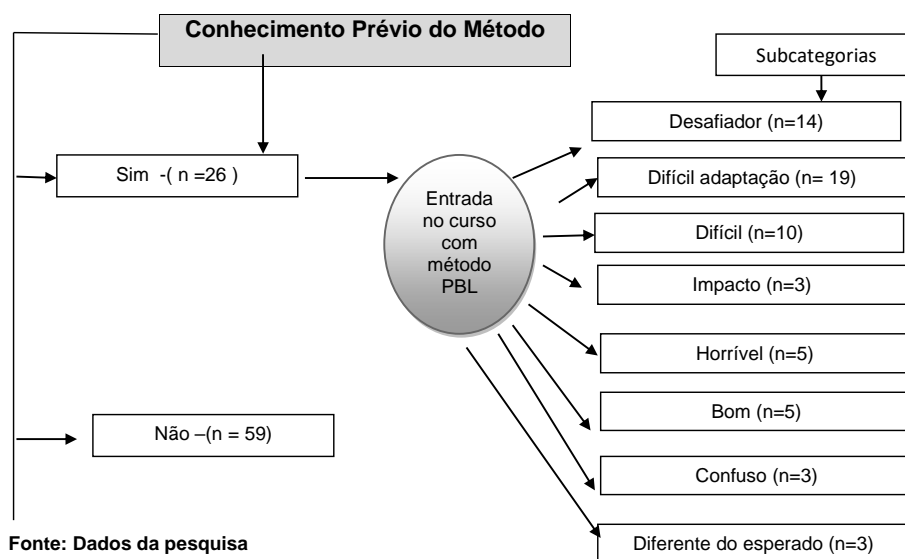 Conhecimento Prévio do Método
Subcategorias
Desafiador (n=14)
Sim -( n =26 )
Difícil adaptação (n= 19)
Entrada
no curso
com
método
PBL
Difícil (n=10)
Impacto (n=3)
Horrível (n=5)
Bom (n=5)
Não –(n = 59)
Confuso (n=3)
Diferente do esperado (n=3)
Fonte: Dados da pesquisa